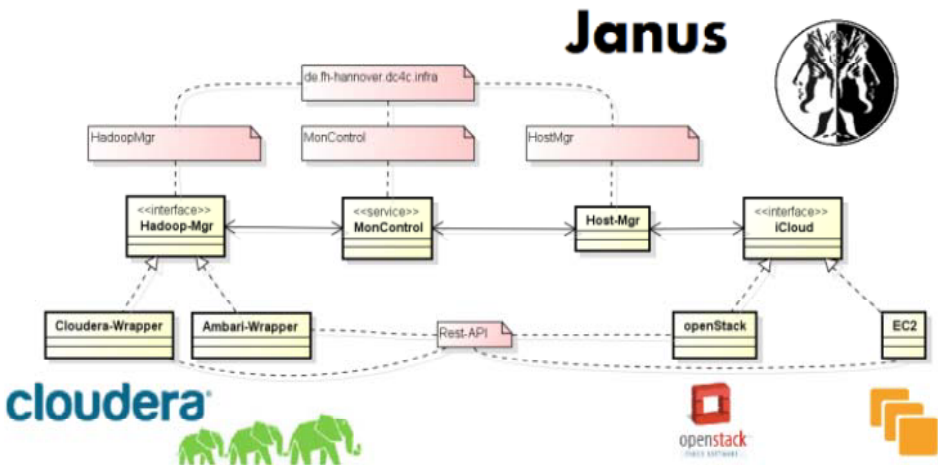 Janus
de.fh-hannover.dc4c.infra
HadoopMgr
MonControl
HostMgr
<<interface>>
Hadoop-Mgr
<<service>>
MonControl
Host-Mgr
<<interface>>
iCloud
Cloudera-Wrapper
Ambari-Wrapper
Rest-API
openStack
EC2
cloudera
openstack